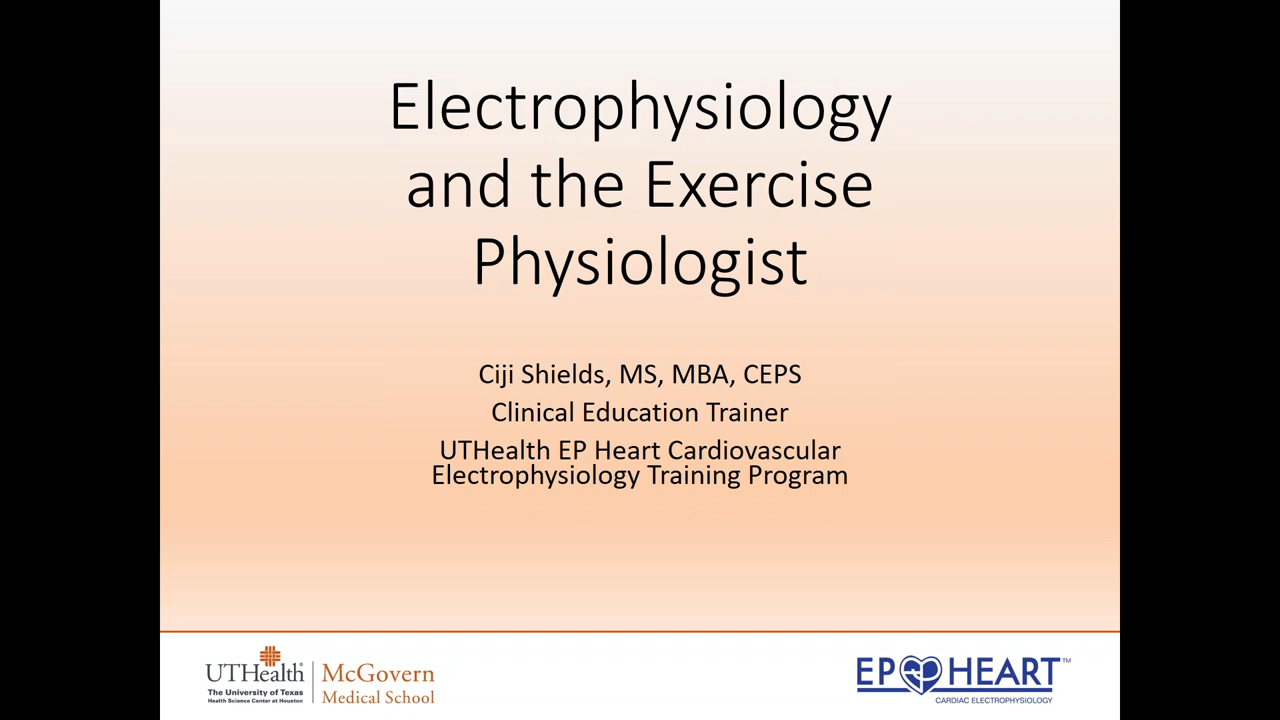 Electrophysiology
and the Exercise
Physiologist
Ciji Shields, MS, MBA, CEPS
Clinical Education Trainer
UTHealth EP Heart Cardiovascular
Electrophysiology Training Program
UTHealth®
The University of Texas
Health Science Center at Houston
McGovern
Medical School
EP HEART™
CARDIAC ELECTROPHYSIOLOGY